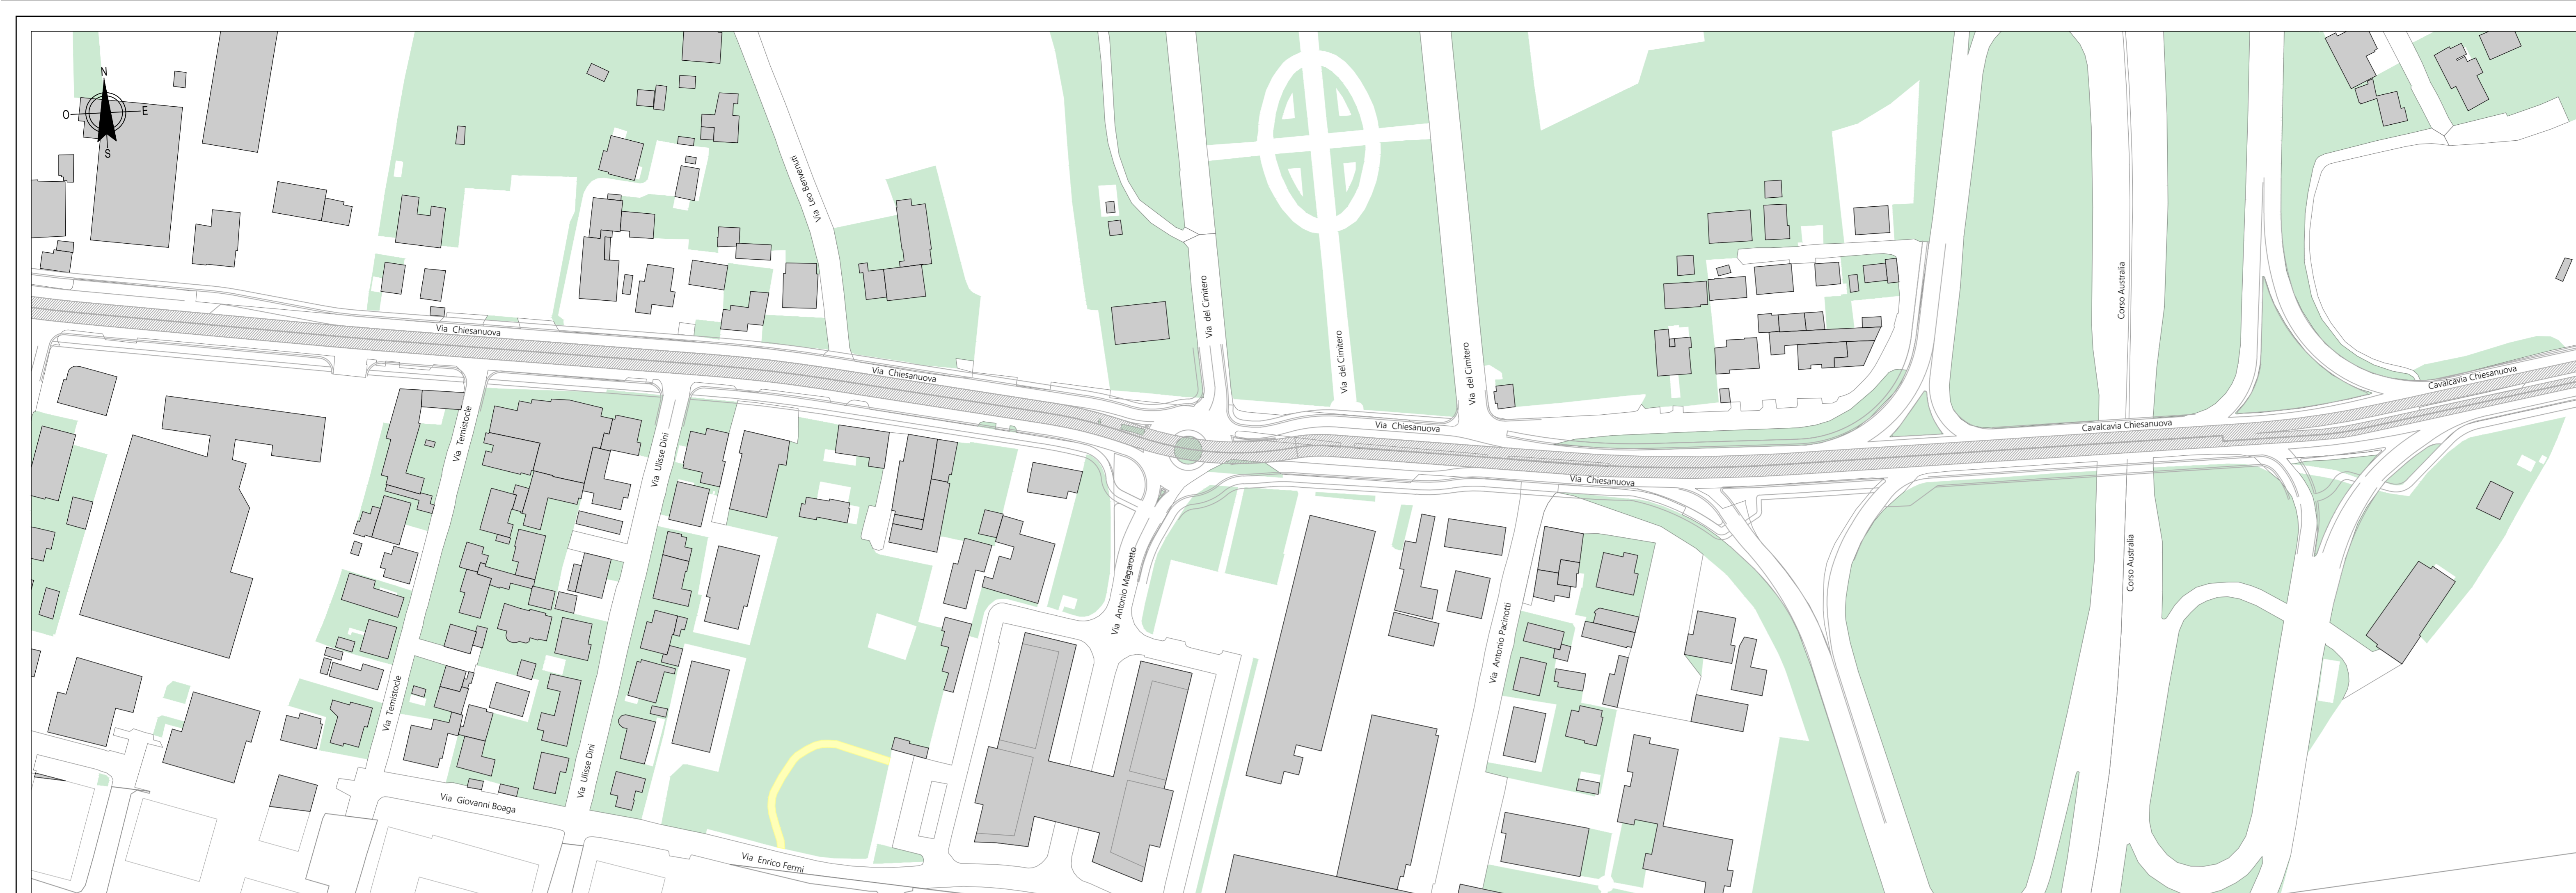 N
O
E
S
Via Leo Benvenuti
Via Chiesanuova
Via Chiesanuova
Via del Cimitero
Via del Cimitero
Via del Cimitero
Via Chiesanuova
Via Chiesanuova
Corso Australia
Cavalcavia Chiesanuova
Cavalcavia Chiesanuova
Via Temistocle
Via Ulisse Dini
Via Antonio Magarotto
Via Antonio Pacinotti
Corso Australia
Via Temistocle
Via Ulisse Dini
Via Giovanni Boaga
Via Enrico Fermi